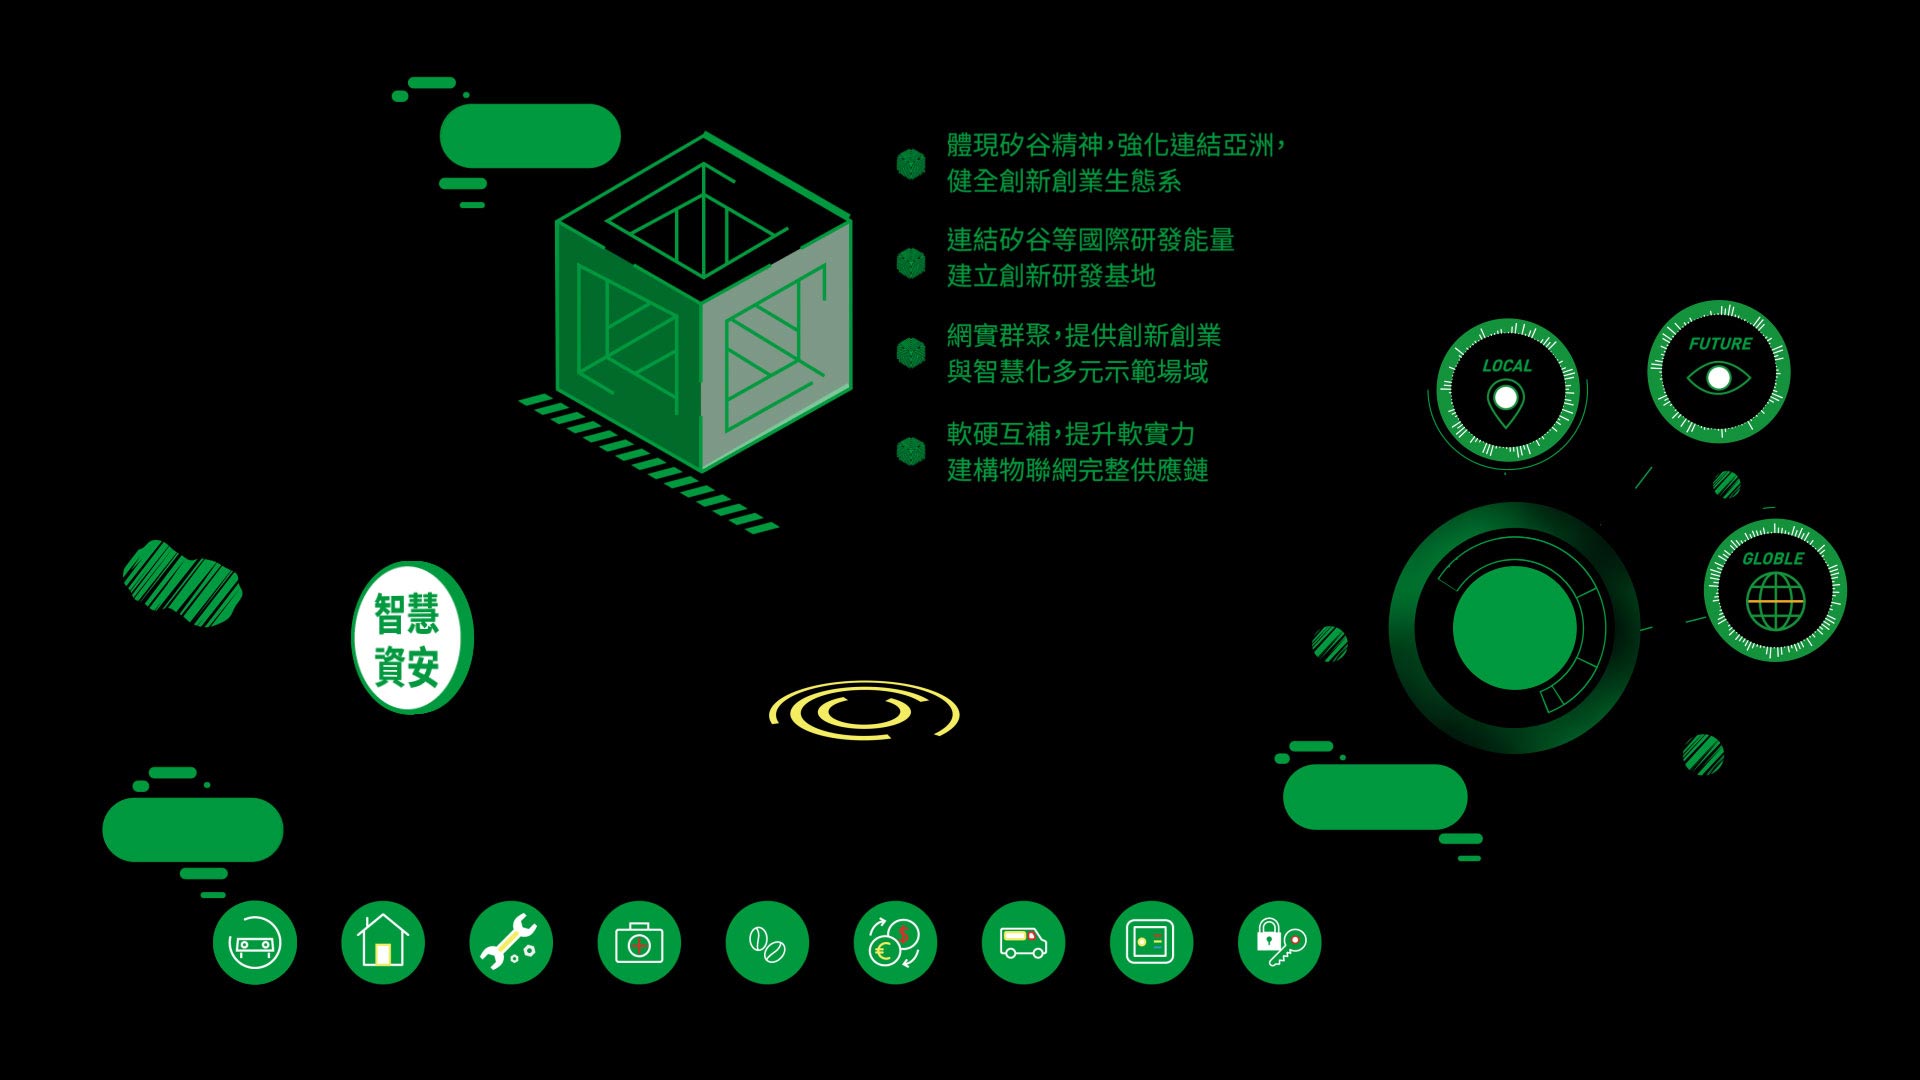 體現矽谷精神，強化連結亞洲，
健全創新創業生態系
連結矽谷等國際研發能量
建立創新研發基地
網實群聚，提供創新創業
與智慧化多元示範場域
軟硬互補，提升軟實力
建構物聯網完整供應鏈
LOCAL
FUTURE
GLOBLE
智慧
資安
$
€